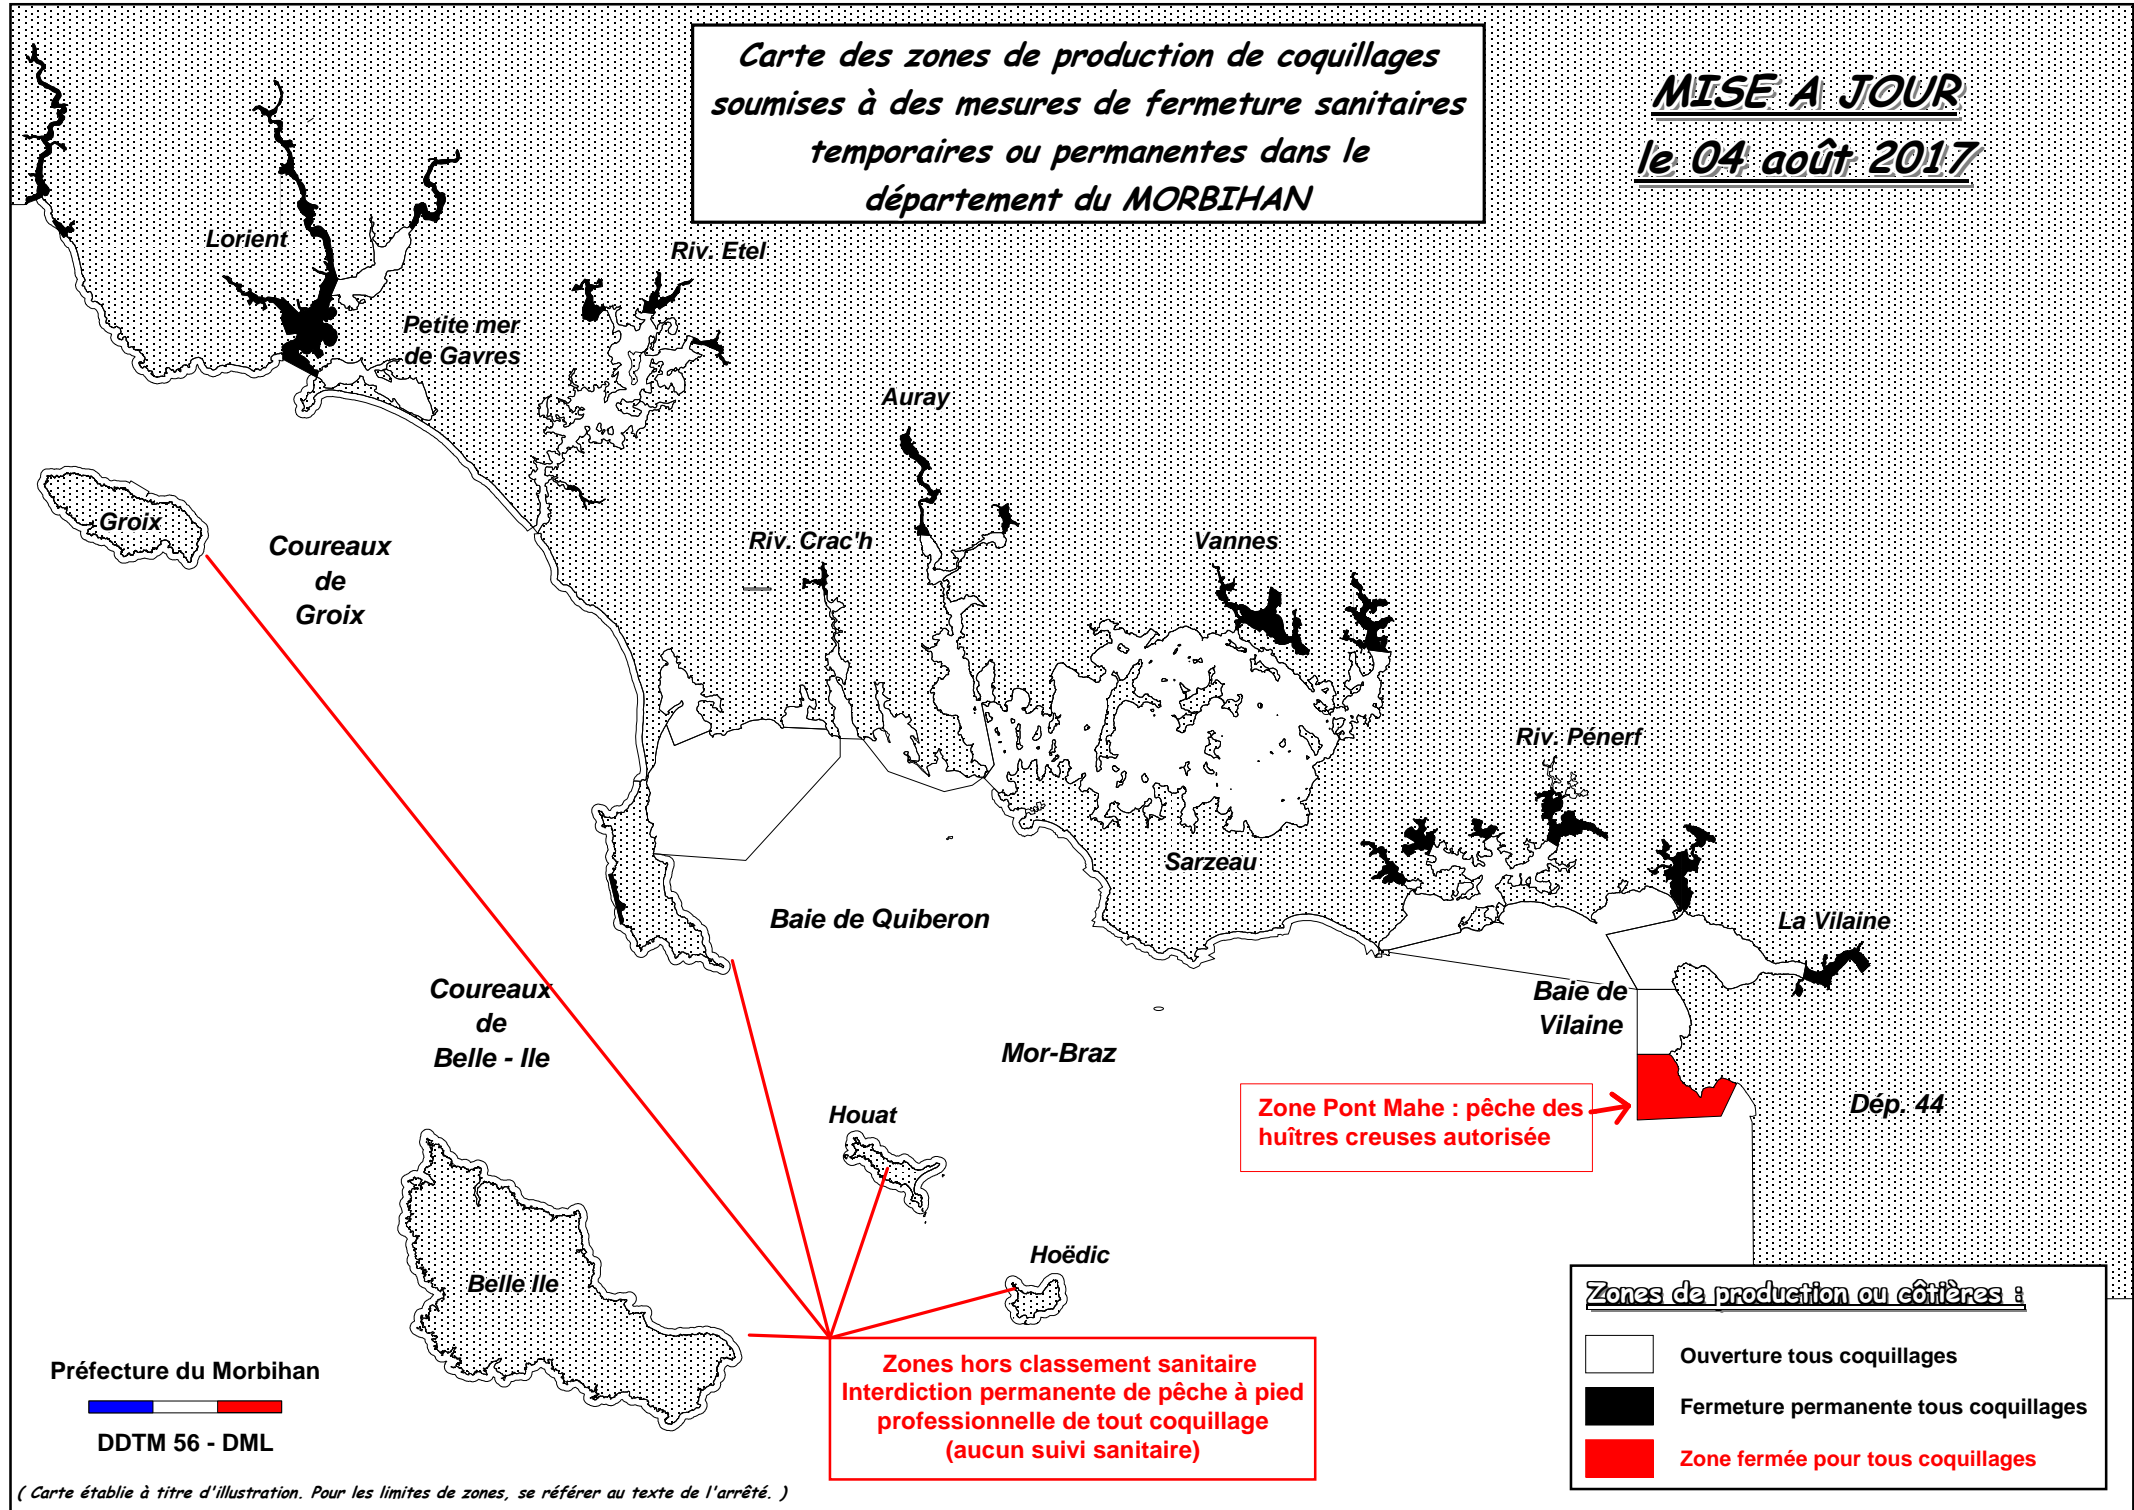 Carte des zones de production de coquillages
soumises à des mesures de fermeture sanitaires
temporaires ou permanentes dans le
département du MORBIHAN
MISE A JOUR
le 04 août 2017
Lorient
Riv. Etel
Petite mer
de Gavres
Auray
Groix
Coureaux
de
Groix
Riv. Crac'h
Vannes
Riv. Pénerf
Sarzeau
Baie de Quiberon
La Vilaine
Coureaux
de
Belle - Ile
Baie de
Vilaine
Mor-Braz
Zone Pont Mahe : pêche des
huîtres creuses autorisée
Dép. 44
Houat
Hoëdic
Belle Ile
Zones hors classement sanitaire
Interdiction permanente de pêche à pied
professionnelle de tout coquillage
(aucun suivi sanitaire)
Zones de production ou côtières :
Ouverture tous coquillages
Fermeture permanente tous coquillages
Zone fermée pour tous coquillages
Préfecture du Morbihan
DDTM 56 - DML
( Carte établie à titre d'illustration. Pour les limites de zones, se référer au texte de l'arrêté. )